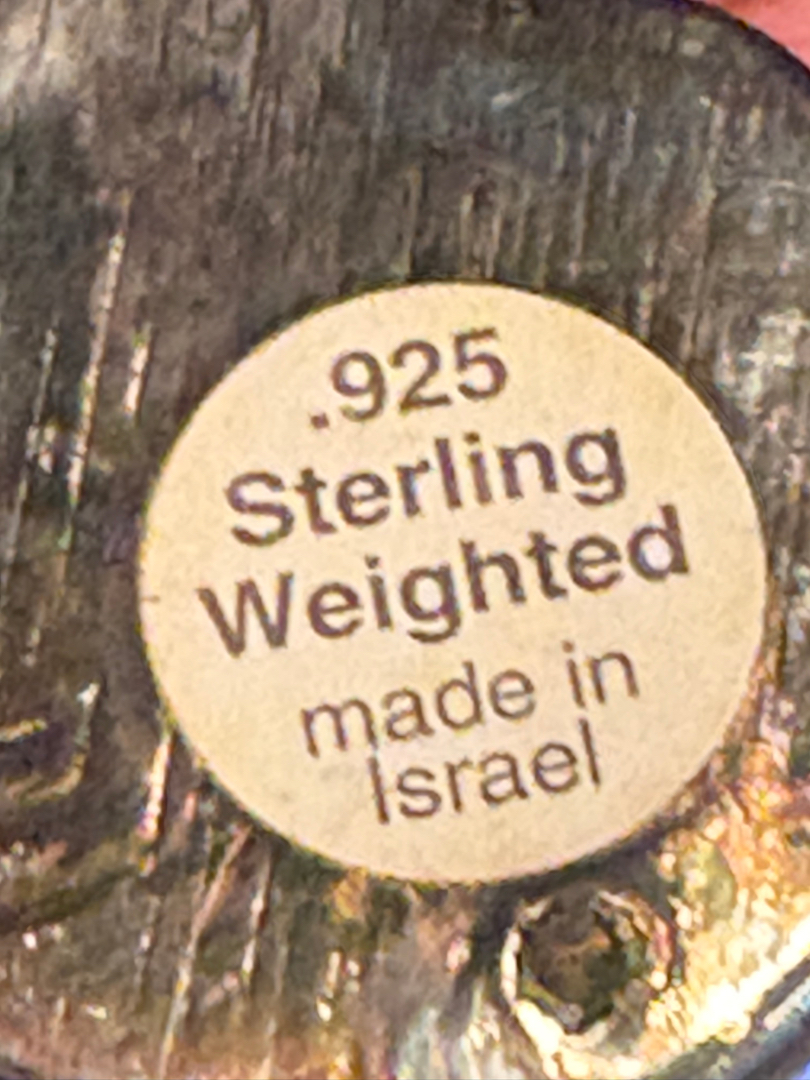 .925
Sterling
Weighted
made in
Israel